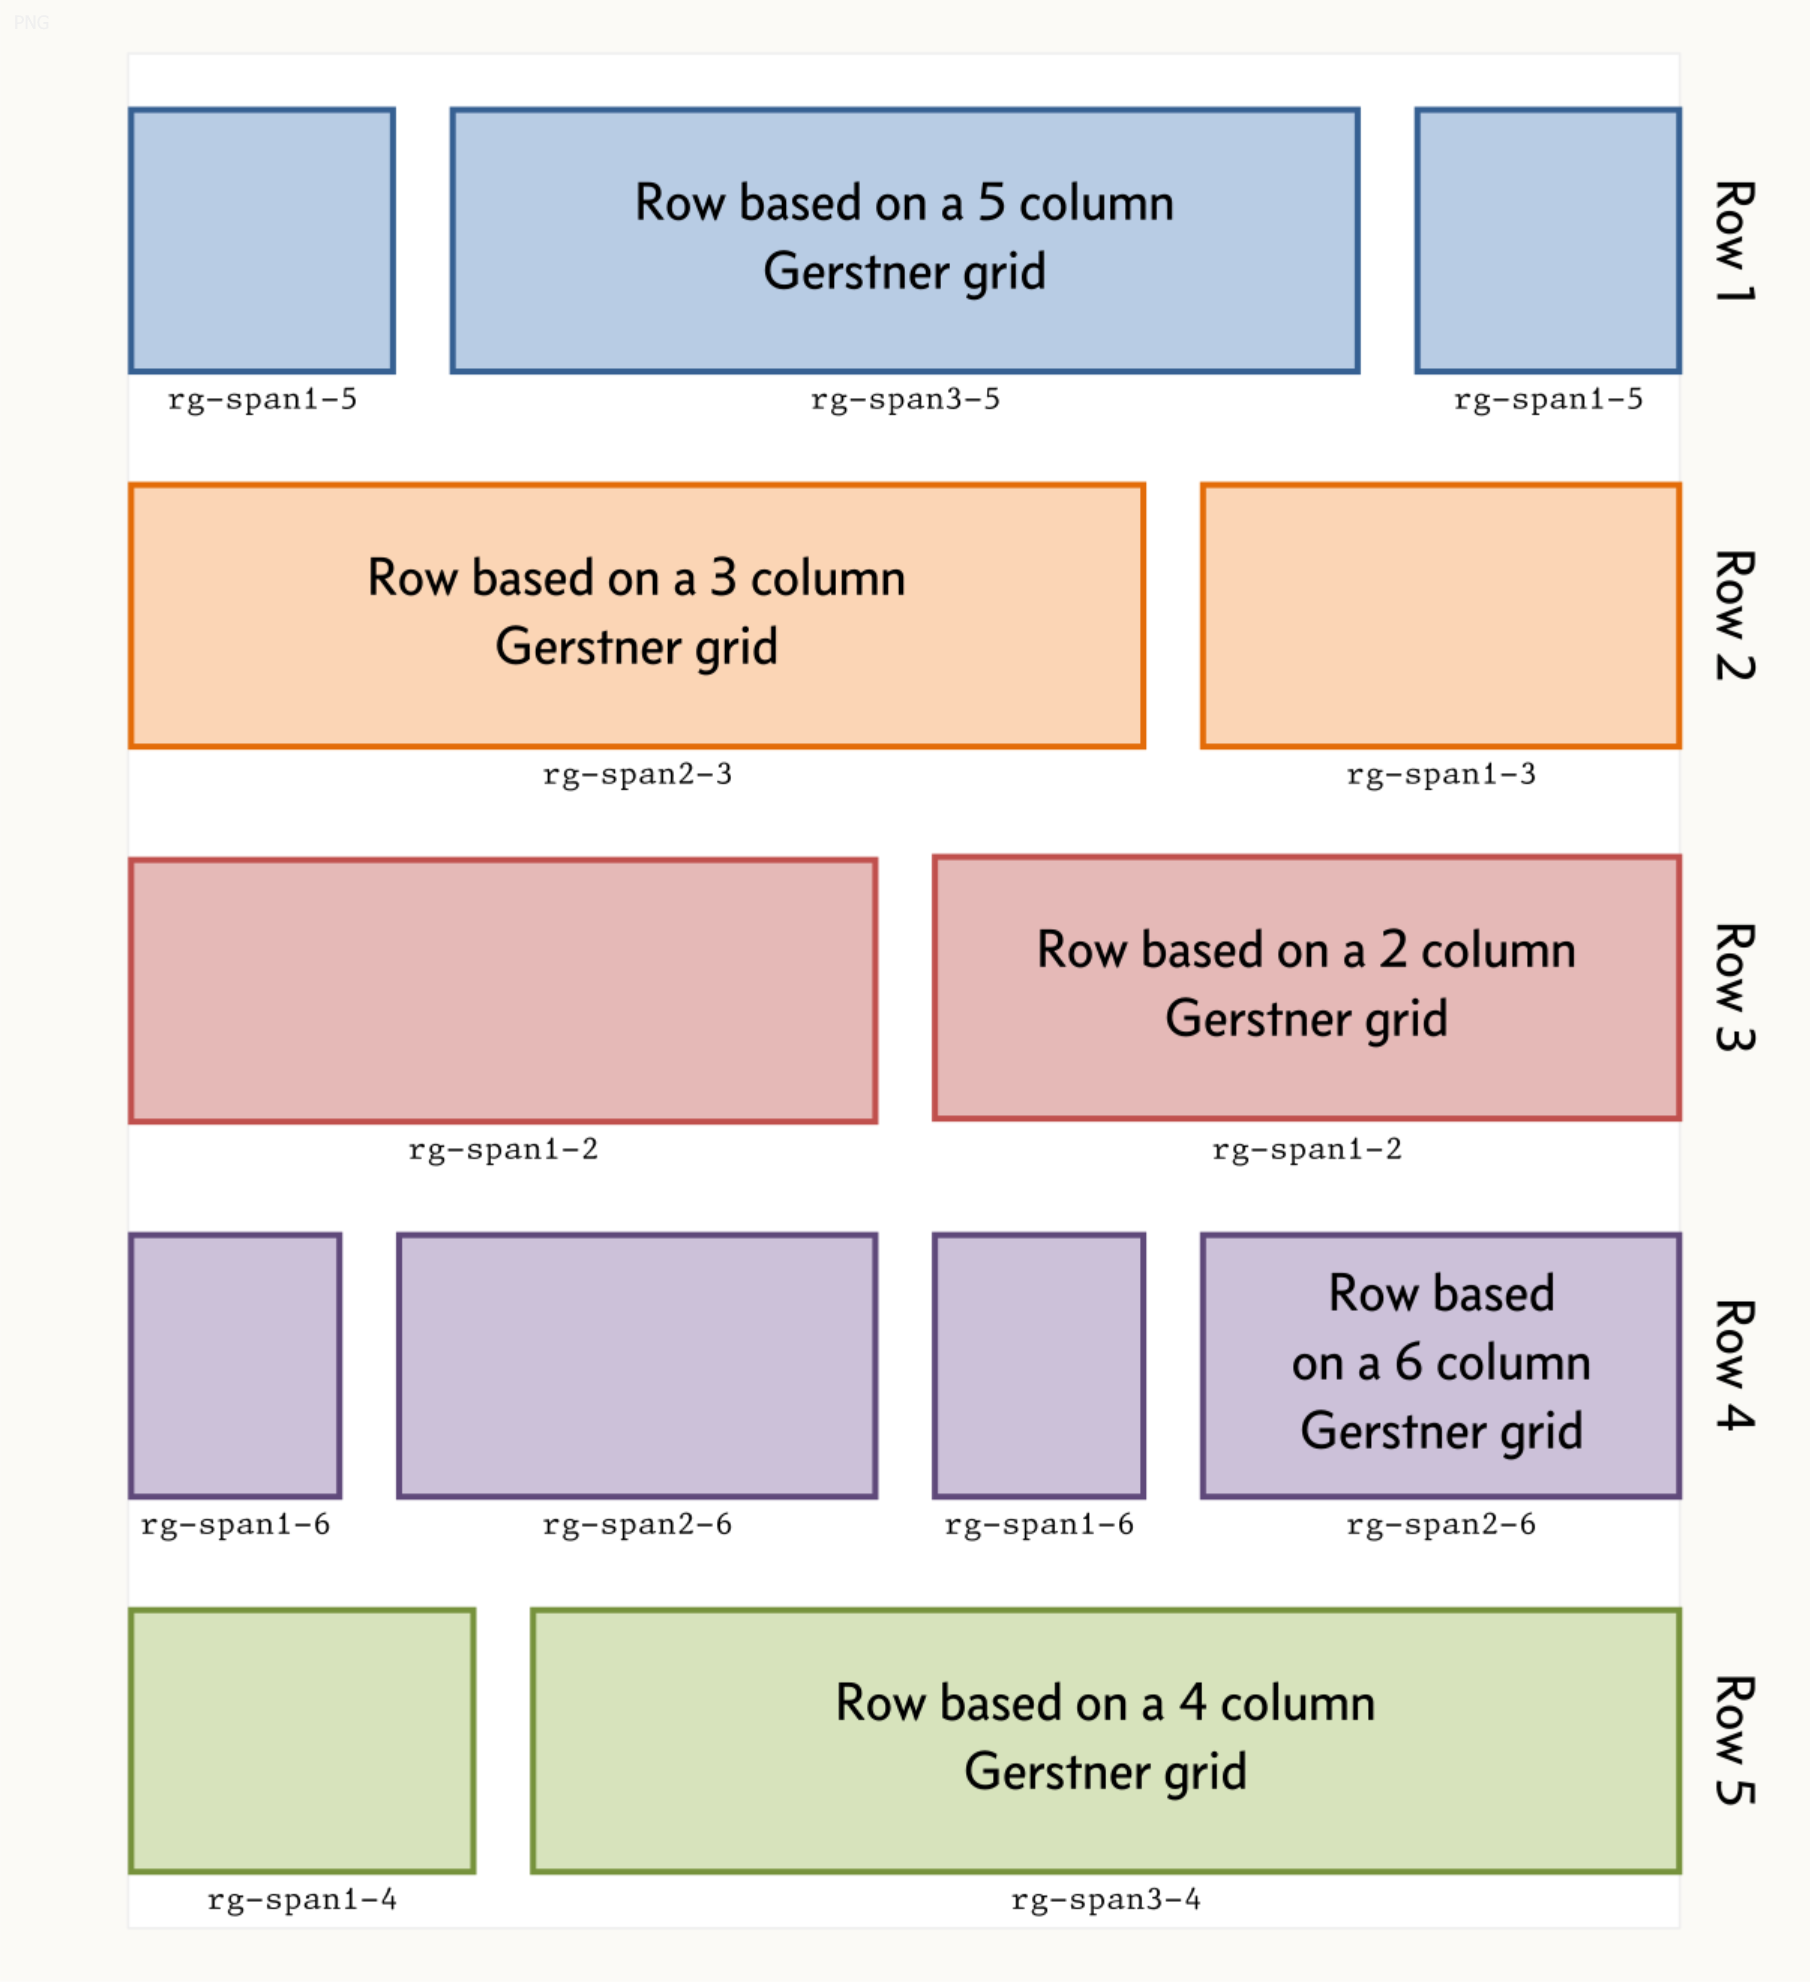 PNG
Row based on a 5 column
Gerstner grid
Row 1
rg-span1-5
rg-span3-5
rg-span1-5
Row based on a 3 column
Gerstner grid
Row 2
rg-span2-3
rg-span1-3
Row based on a 2 column
Gerstner grid
Row 3
rg-span1-2
rg-span1-2
Row based
on a 6 column
Gerstner grid
Row 4
rg-span1-6
rg-span2-6
rg-span1-6
rg-span2-6
Row based on a 4 column
Gerstner grid
Row 5
rg-span1-4
rg-span3-4